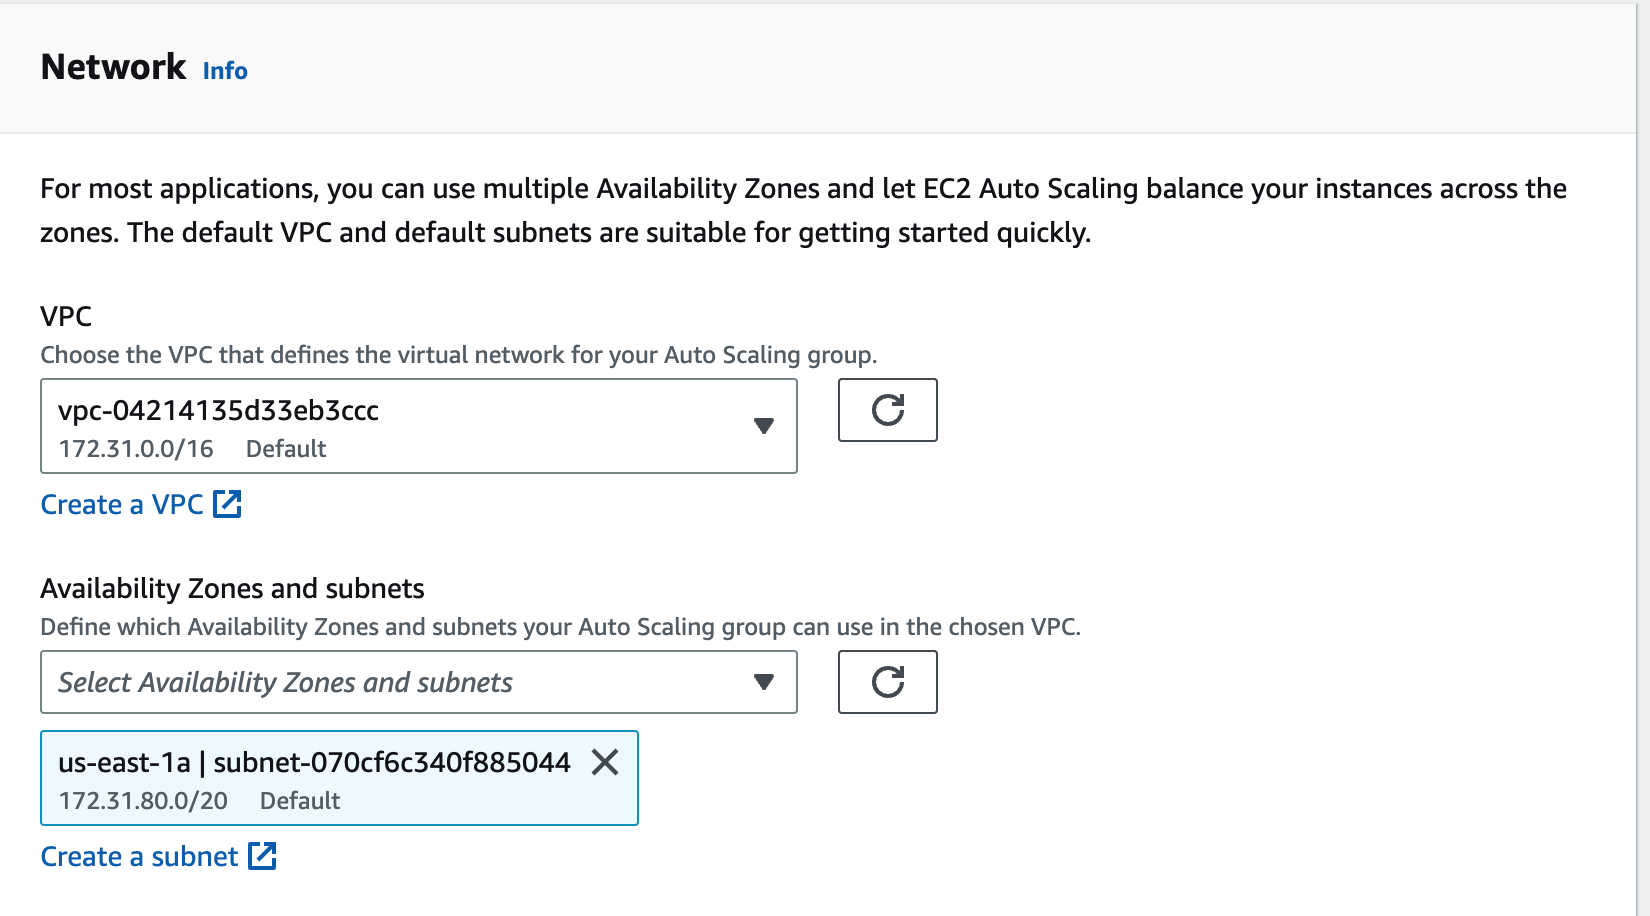 Network Info
For most applications, you can use multiple Availability Zones and let EC2 Auto Scaling balance your instances across the
zones. The default VPC and default subnets are suitable for getting started quickly.
VPC
Choose the VPC that defines the virtual network for your Auto Scaling group.
vpc-04214135d33eb3ccc
172.31.0.0/16 Default
Create a VPC
Availability Zones and subnets
Define which Availability Zones and subnets your Auto Scaling group can use in the chosen VPC.
Select Availability Zones and subnets
us-east-1a | subnet-070cf6c340f885044
172.31.80.0/20 Default
Create a subnet